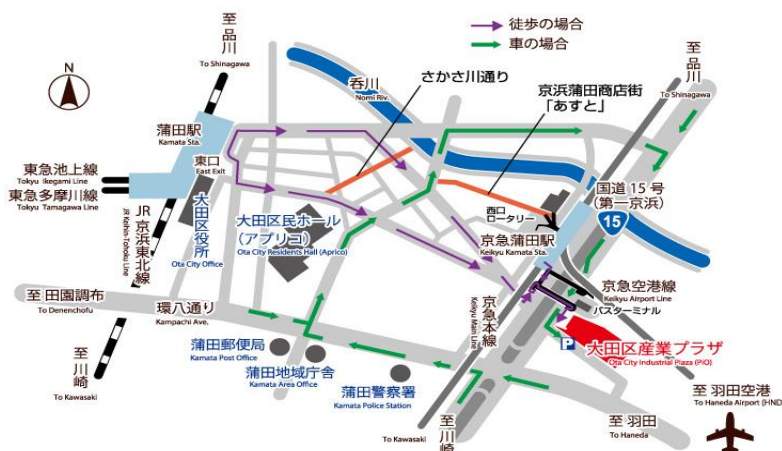 徒歩の場合
車の場合
N
至 品川
To Shinagawa
呑川
Nomi Riv.
さかさ川通り
京浜蒲田商店街
「あすと」
至 品川
To Shinagawa
蒲田駅
Kamata Sta.
東口
East Exit
東急池上線
Tokyu Ikegami Line
東急多摩川線
Tokyu Tamagawa Line
JR 京浜東北線
JR Keihin-Tohoku Line
大田区役所
Ota City Office
大田区民ホール
（アプリコ）
Ota City Residents Hall (Aprico)
西口
ロータリー
国道 15 号
（第一京浜）
15
京急蒲田駅
Keikyu Kamata Sta.
京急空港線
Keikyu Airport Line
バスターミナル
至 田園調布
To Denenchofu
環八通り
Kampachi Ave.
京急本線
Keikyu Main Line
P
大田区産業プラザ
Ota City Industrial Plaza (PiO)
至 川崎
To Kawasaki
蒲田郵便局
Kamata Post Office
蒲田地域庁舎
Kamata Area Office
蒲田警察署
Kamata Police Station
至 川崎
To Kawasaki
至 羽田
To Haneda
至 羽田空港
To Haneda Airport (HND)